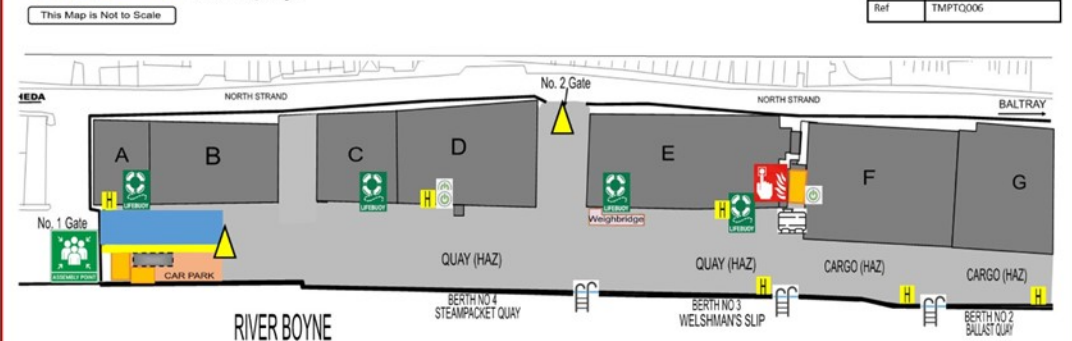 This Map is Not to Scale
Ref TMPTQ006
No. 2 Gate
HEDA
NORTH STRAND
NORTH STRAND
BALTRAY
A
B
C
D
E
F
G
H
LIFEBUOY
LIFEBUOY
H
LIFEBUOY
Weighbridge
H
LIFEBUOY
No. 1 Gate
ASSEMBLY POINT
CAR PARK
QUAY (HAZ)
QUAY (HAZ)
CARGO (HAZ)
CARGO (HAZ)
H
H
H
BERTH NO 4
STEAMPACKET QUAY
BERTH NO 3
WELSHMAN'S SLIP
BERTH NO 2
BALLAST QUAY
RIVER BOYNE